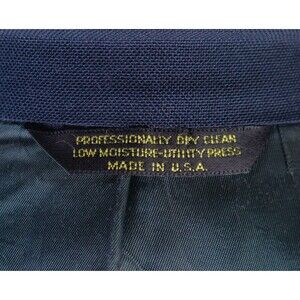 PROFESSIONALLY DRY CLEAN
LOW MOISTURE-UTILITY PRESS
MADE IN U.S.A.